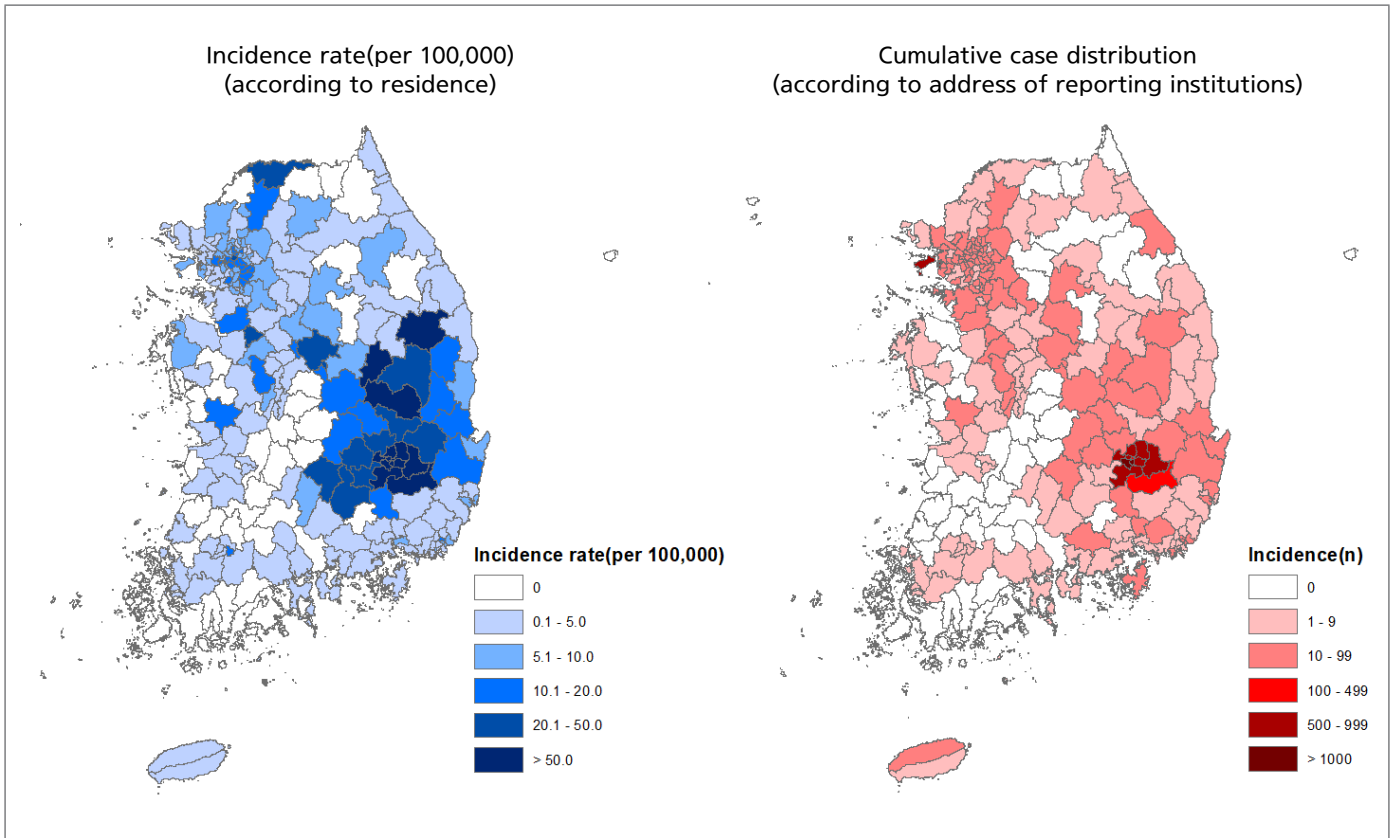 Incidence rate(per 100,000)
(according to residence)
Cumulative case distribution
(according to address of reporting institutions)
Incidence rate(per 100,000)
0
0.1 - 5.0
5.1 - 10.0
10.1 - 20.0
20.1 - 50.0
> 50.0
Incidence(n)
0
1 - 9
10 - 99
100 - 499
500 - 999
> 1000